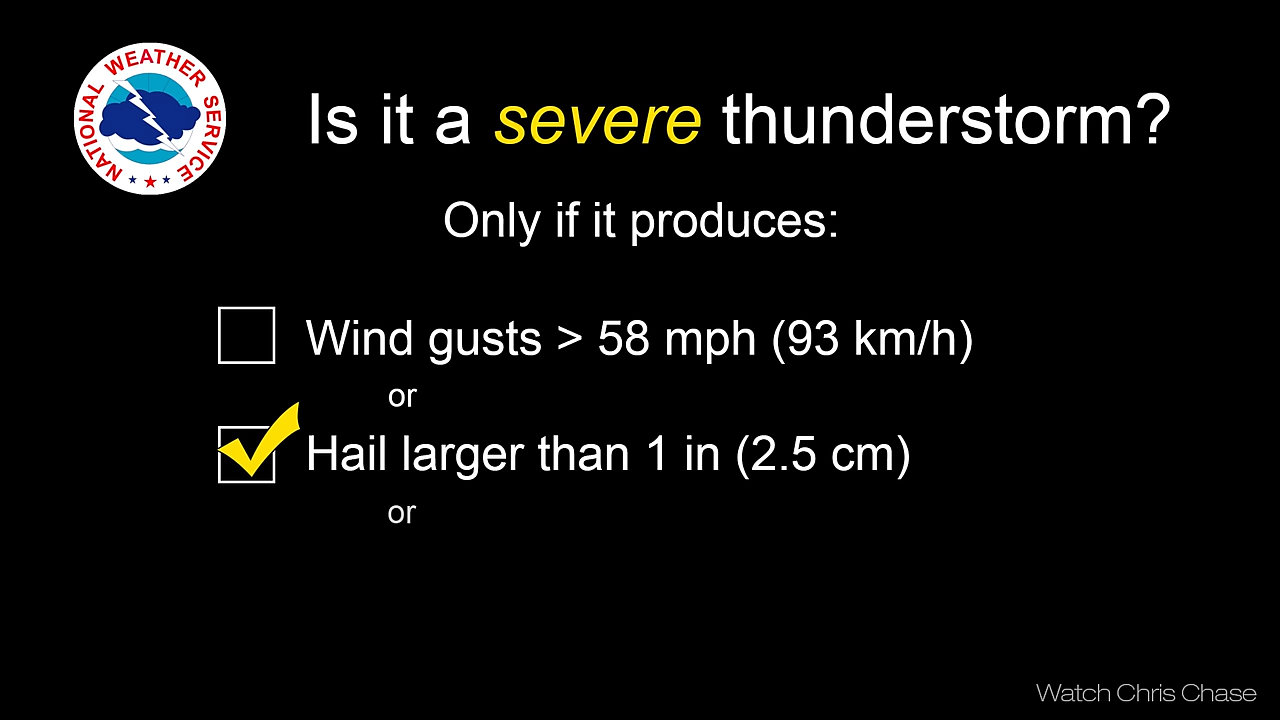 NATIONAL WEATHER SERVICE
Is it a severe thunderstorm?
Only if it produces:
Wind gusts > 58 mph (93 km/h)
or
Hail larger than 1 in (2.5 cm)
or
Watch Chris Chase